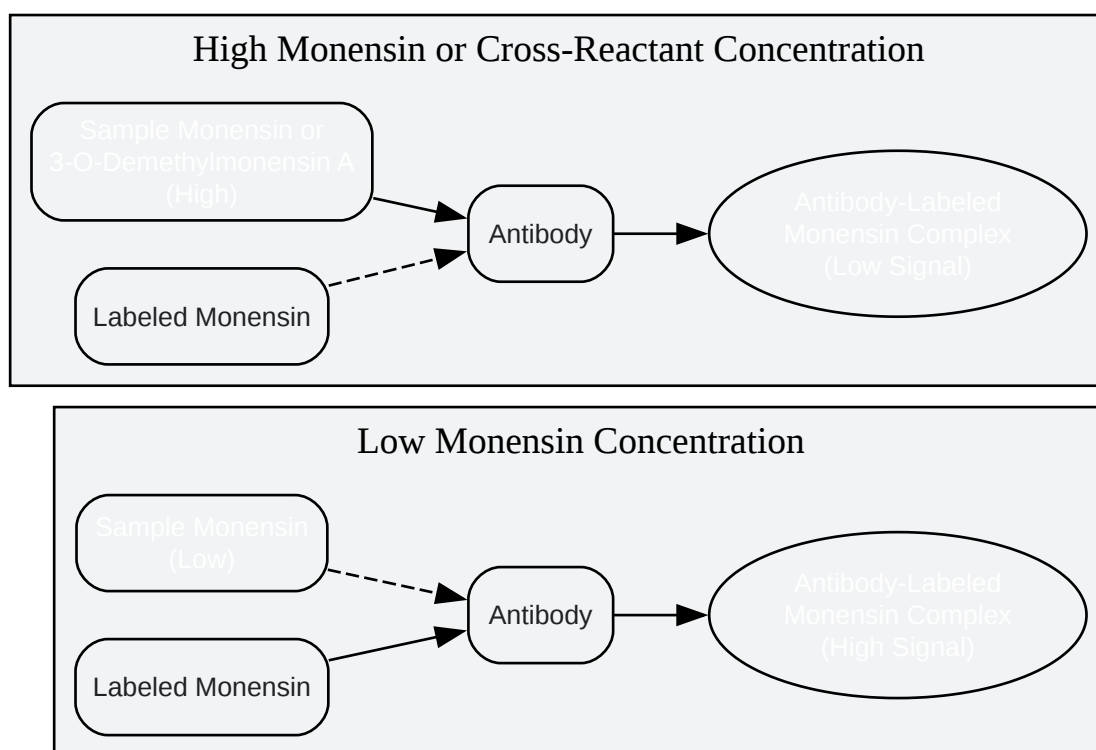 High Monensin or Cross-Reactant Concentration
Sample Monensin or
3-O-Demethylmonensin A
(High)
Labeled Monensin
Antibody
Antibody-Labeled
Monensin Complex
(Low Signal)
Low Monensin Concentration
Sample Monensin
(Low)
Labeled Monensin
Antibody
Antibody-Labeled
Monensin Complex
(High Signal)